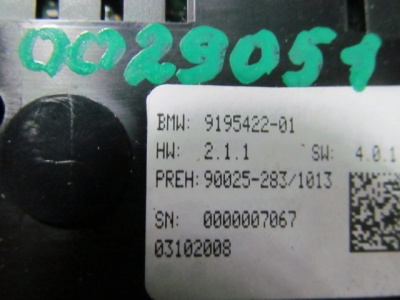 0029051
BMW: 9195422-01
HW: 2.1.1 SW: 4.0.1
PREH: 90025-283/1013
SN: 0000007067
03102008